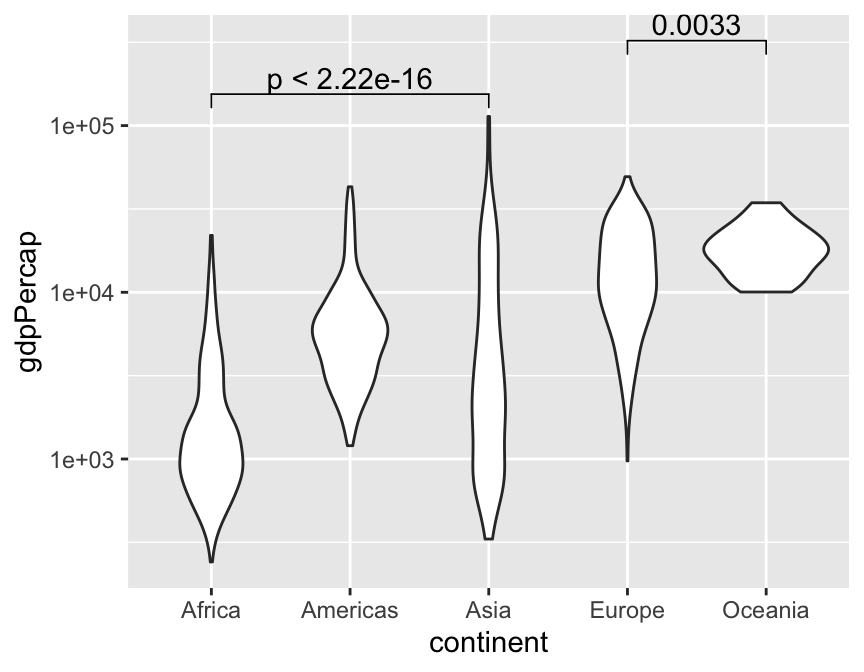 0.0033
p < 2.22e-16
1e+05
1e+04
1e+03
gdpPercap
Africa Americas Asia Europe Oceania
continent